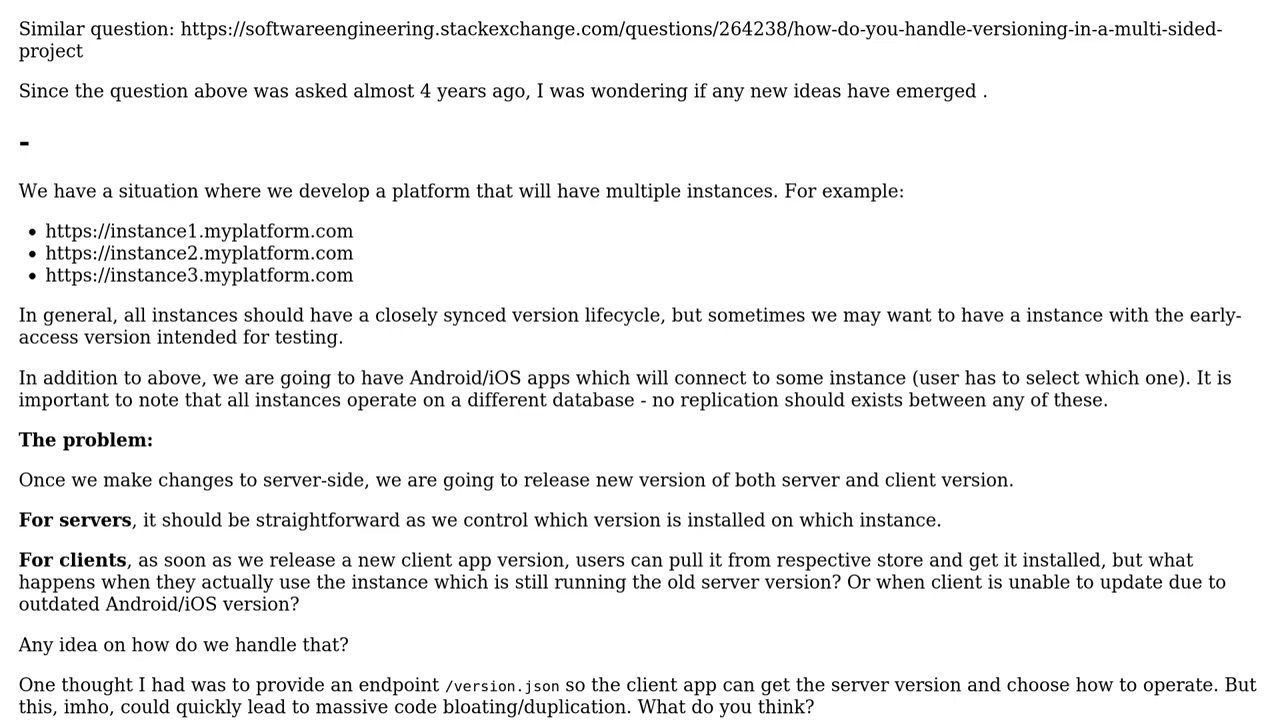 Similar question: https://softwareengineering.stackexchange.com/questions/264238/how-do-you-handle-versioning-in-a-multi-sided-
project
Since the question above was asked almost 4 years ago, I was wondering if any new ideas have emerged .
-
We have a situation where we develop a platform that will have multiple instances. For example:
• https://instance1.myplatform.com
• https://instance2.myplatform.com
• https://instance3.myplatform.com
In general, all instances should have a closely synced version lifecycle, but sometimes we may want to have a instance with the early-
access version intended for testing.
In addition to above, we are going to have Android/iOS apps which will connect to some instance (user has to select which one). It is
important to note that all instances operate on a different database - no replication should exists between any of these.
The problem:
Once we make changes to server-side, we are going to release new version of both server and client version.
For servers, it should be straightforward as we control which version is installed on which instance.
For clients, as soon as we release a new client app version, users can pull it from respective store and get it installed, but what
happens when they actually use the instance which is still running the old server version? Or when client is unable to update due to
outdated Android/iOS version?
Any idea on how do we handle that?
One thought I had was to provide an endpoint /version.json so the client app can get the server version and choose how to operate. But
this, imho, could quickly lead to massive code bloating/duplication. What do you think?